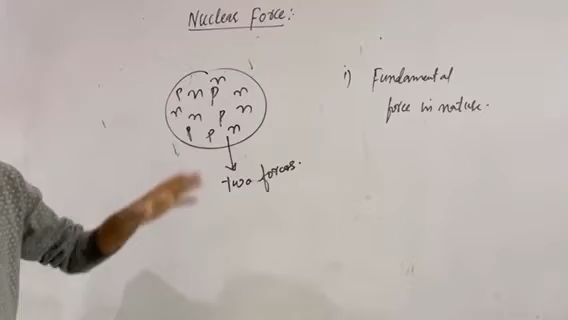 Nuclear Force:-
n
p n p n
n n p n
p p n
two forces.
i) Fundamental
force in nature.